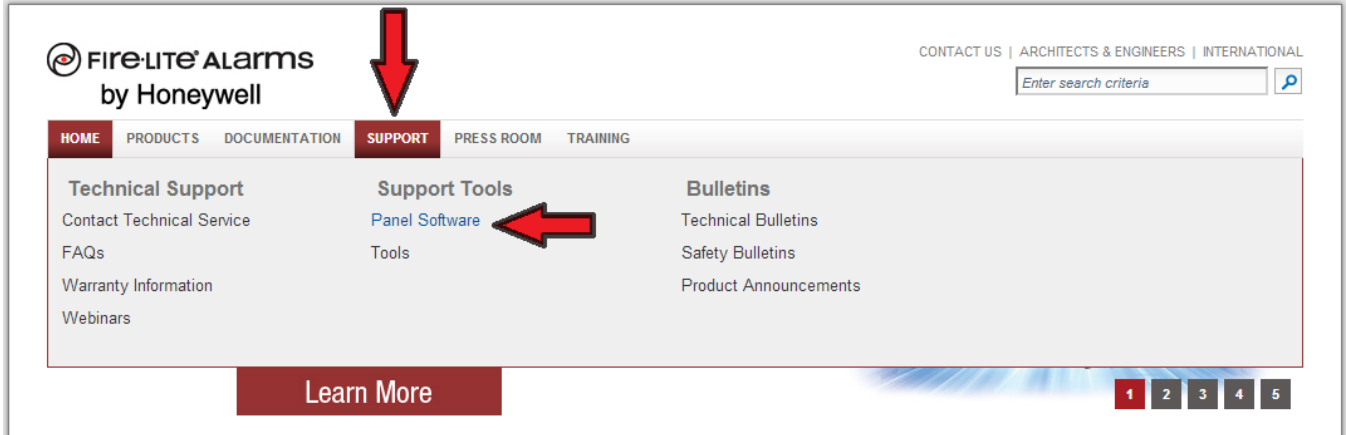 FIRE·LITE® ALARMS
by Honeywell
CONTACT US | ARCHITECTS & ENGINEERS | INTERNATIONAL
Enter search criteria
HOME PRODUCTS DOCUMENTATION SUPPORT PRESS ROOM TRAINING
Technical Support
Contact Technical Service
FAQs
Warranty Information
Webinars
Support Tools
Panel Software
Tools
Bulletins
Technical Bulletins
Safety Bulletins
Product Announcements
Learn More
1 2 3 4 5